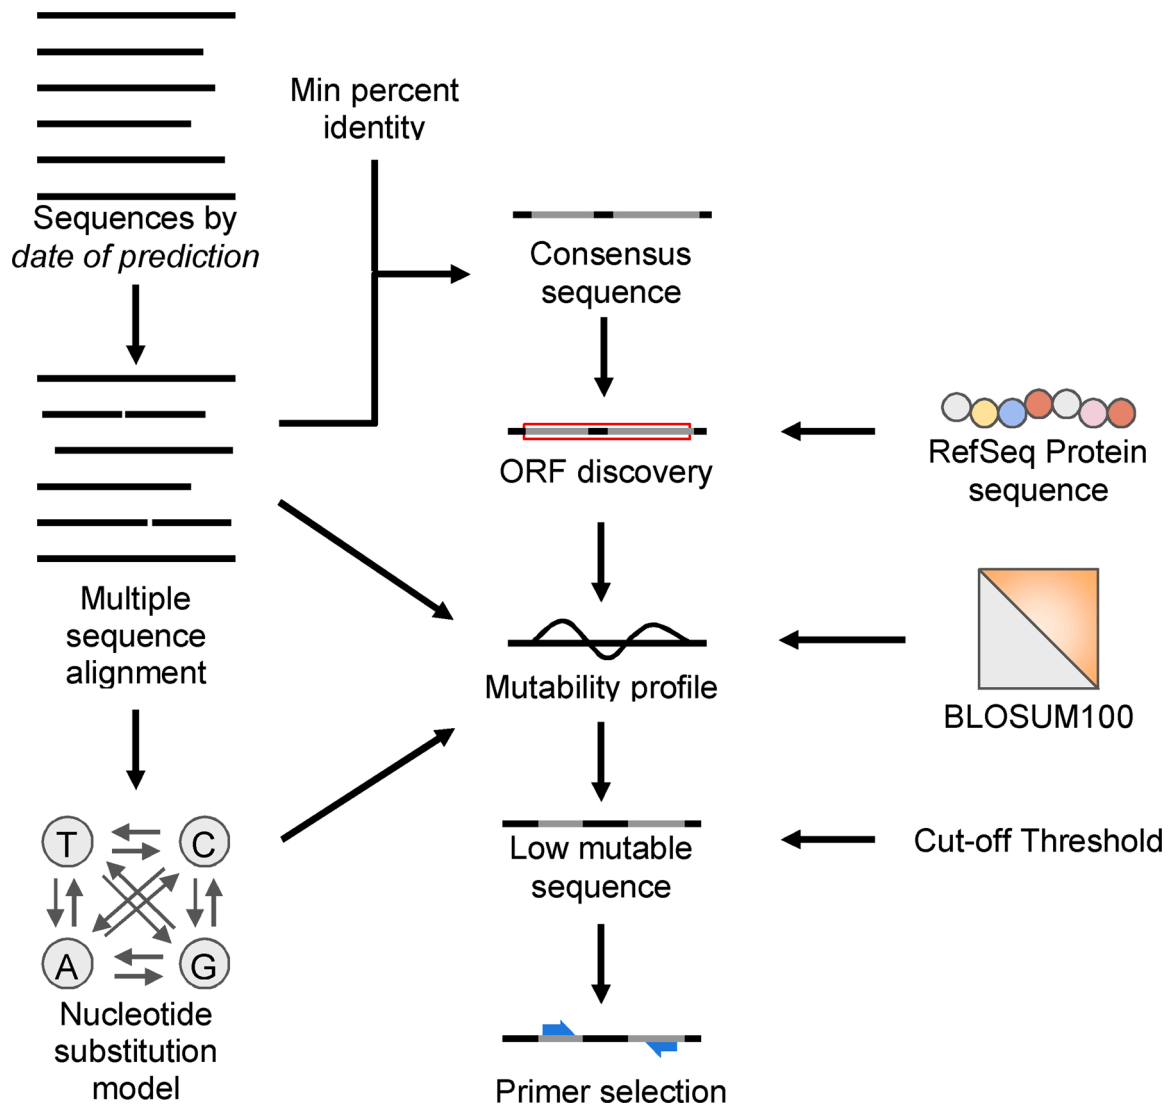 Min percent
identity
Sequences by
date of prediction
Consensus
sequence
ORF discovery
RefSeq Protein
sequence
Multiple
sequence
alignment
Mutability profile
BLOSUM100
T
C
A
G
Low mutable
sequence
Cut-off Threshold
Nucleotide
substitution
model
Primer selection